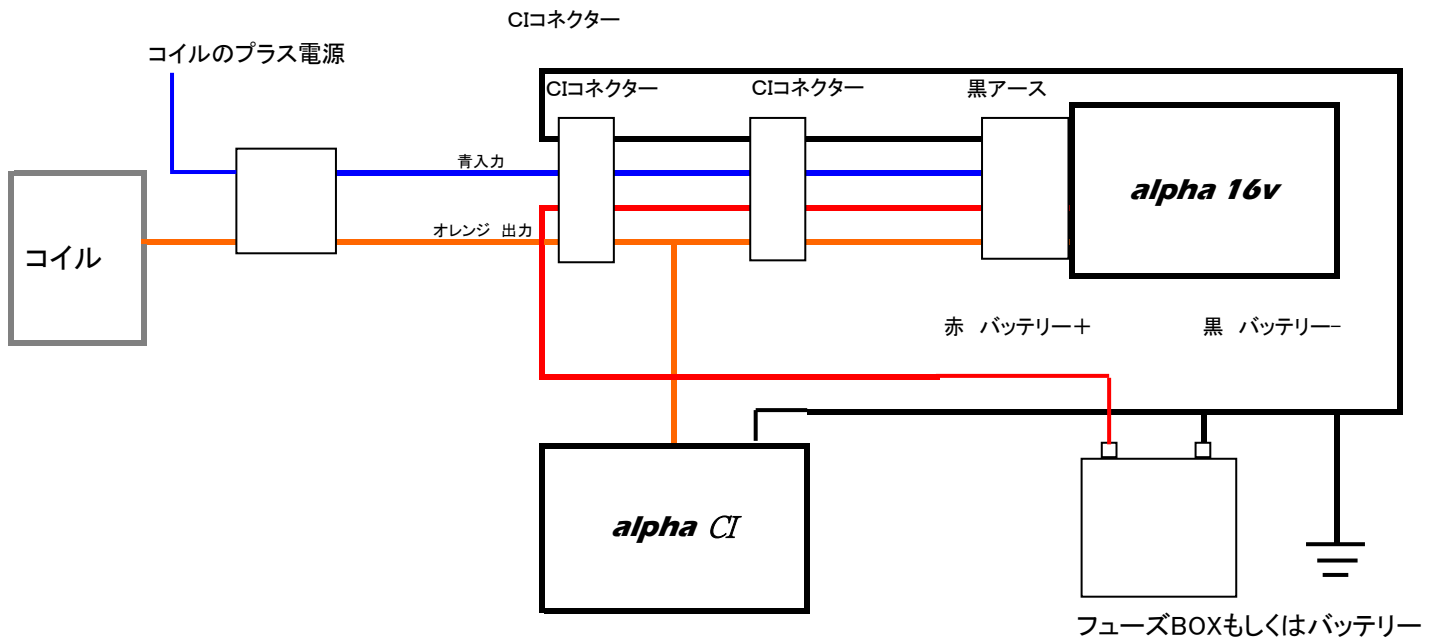 CIコネクター
コイルのプラス電源
CIコネクター
CIコネクター
黒アース
青入力
alpha 16v
オレンジ 出力
コイル
赤 バッテリー＋
黒 バッテリー−
alpha CI
フューズBOXもしくはバッテリー